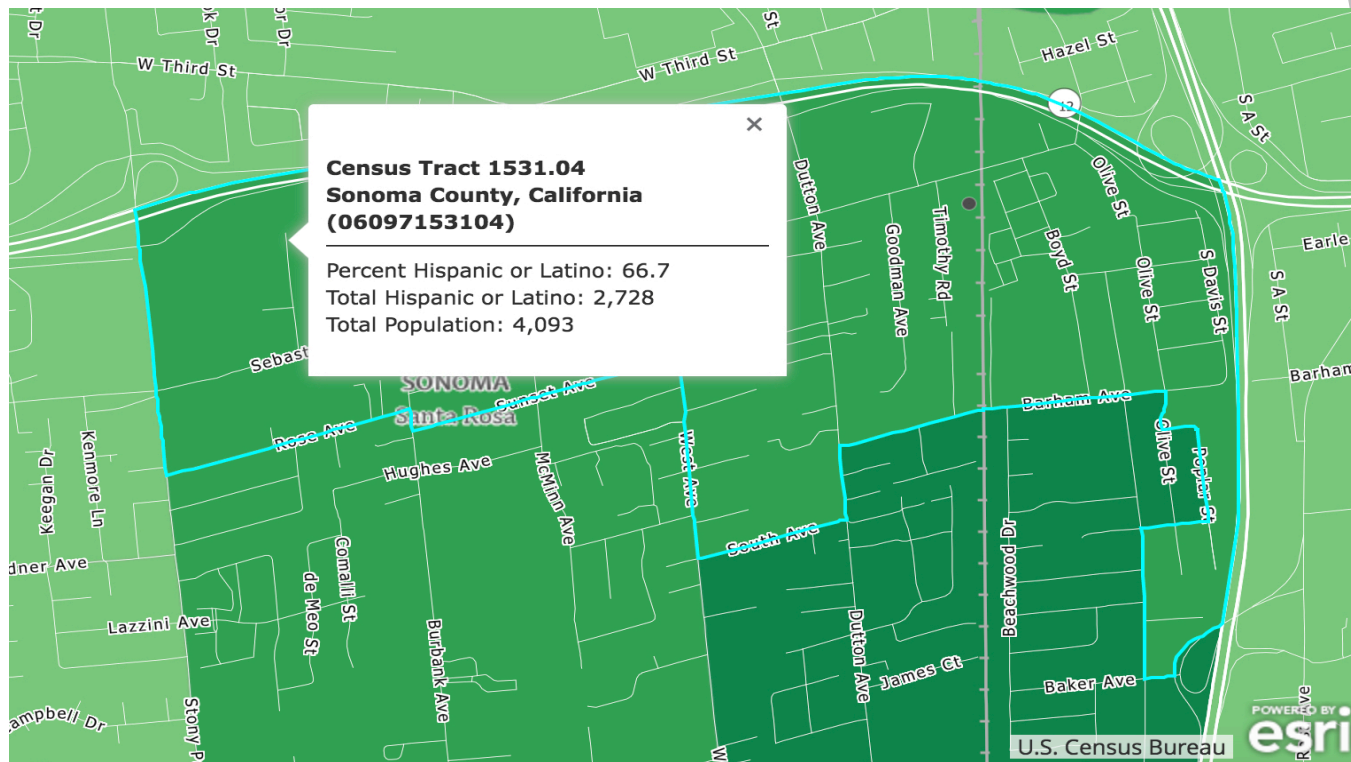 W Third St
W Third St
Hazel St
12
S A St
Census Tract 1531.04
Sonoma County, California
(06097153104)
Percent Hispanic or Latino: 66.7
Total Hispanic or Latino: 2,728
Total Population: 4,093
Dutton Ave
Goodman Ave
Timothy Rd
Olive St
Boyd St
Olive St
S Davis St
S A St
Earle
Barham
Sebast
SONOMA
Santa Rosa
Sunset Ave
Rose Ave
Barham Ave
Keegan Dr
Kenmore Ln
Hughes Ave
McMinn Ave
West Ave
Olive St
Poplar St
South Ave
dner Ave
Comalli St
de Meo St
Lazzini Ave
Burbank Ave
Beachwood Dr
Dutton Ave
James Ct
Baker Ave
ampbell Dr
Stony P
W
U.S. Census Bureau
POWERED BY
esri